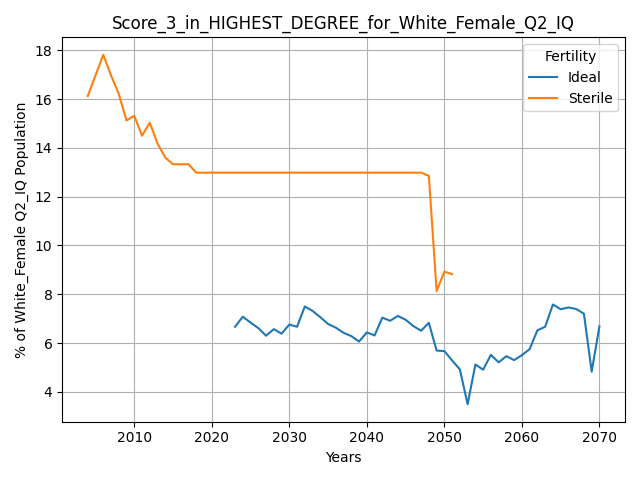 Score_3_in_HIGHEST_DEGREE_for_White_Female_Q2_IQ
% of White_Female Q2_IQ Population
18
16
14
12
10
8
6
4
Fertility
Ideal
Sterile
2010 2020 2030 2040 2050 2060 2070
Years